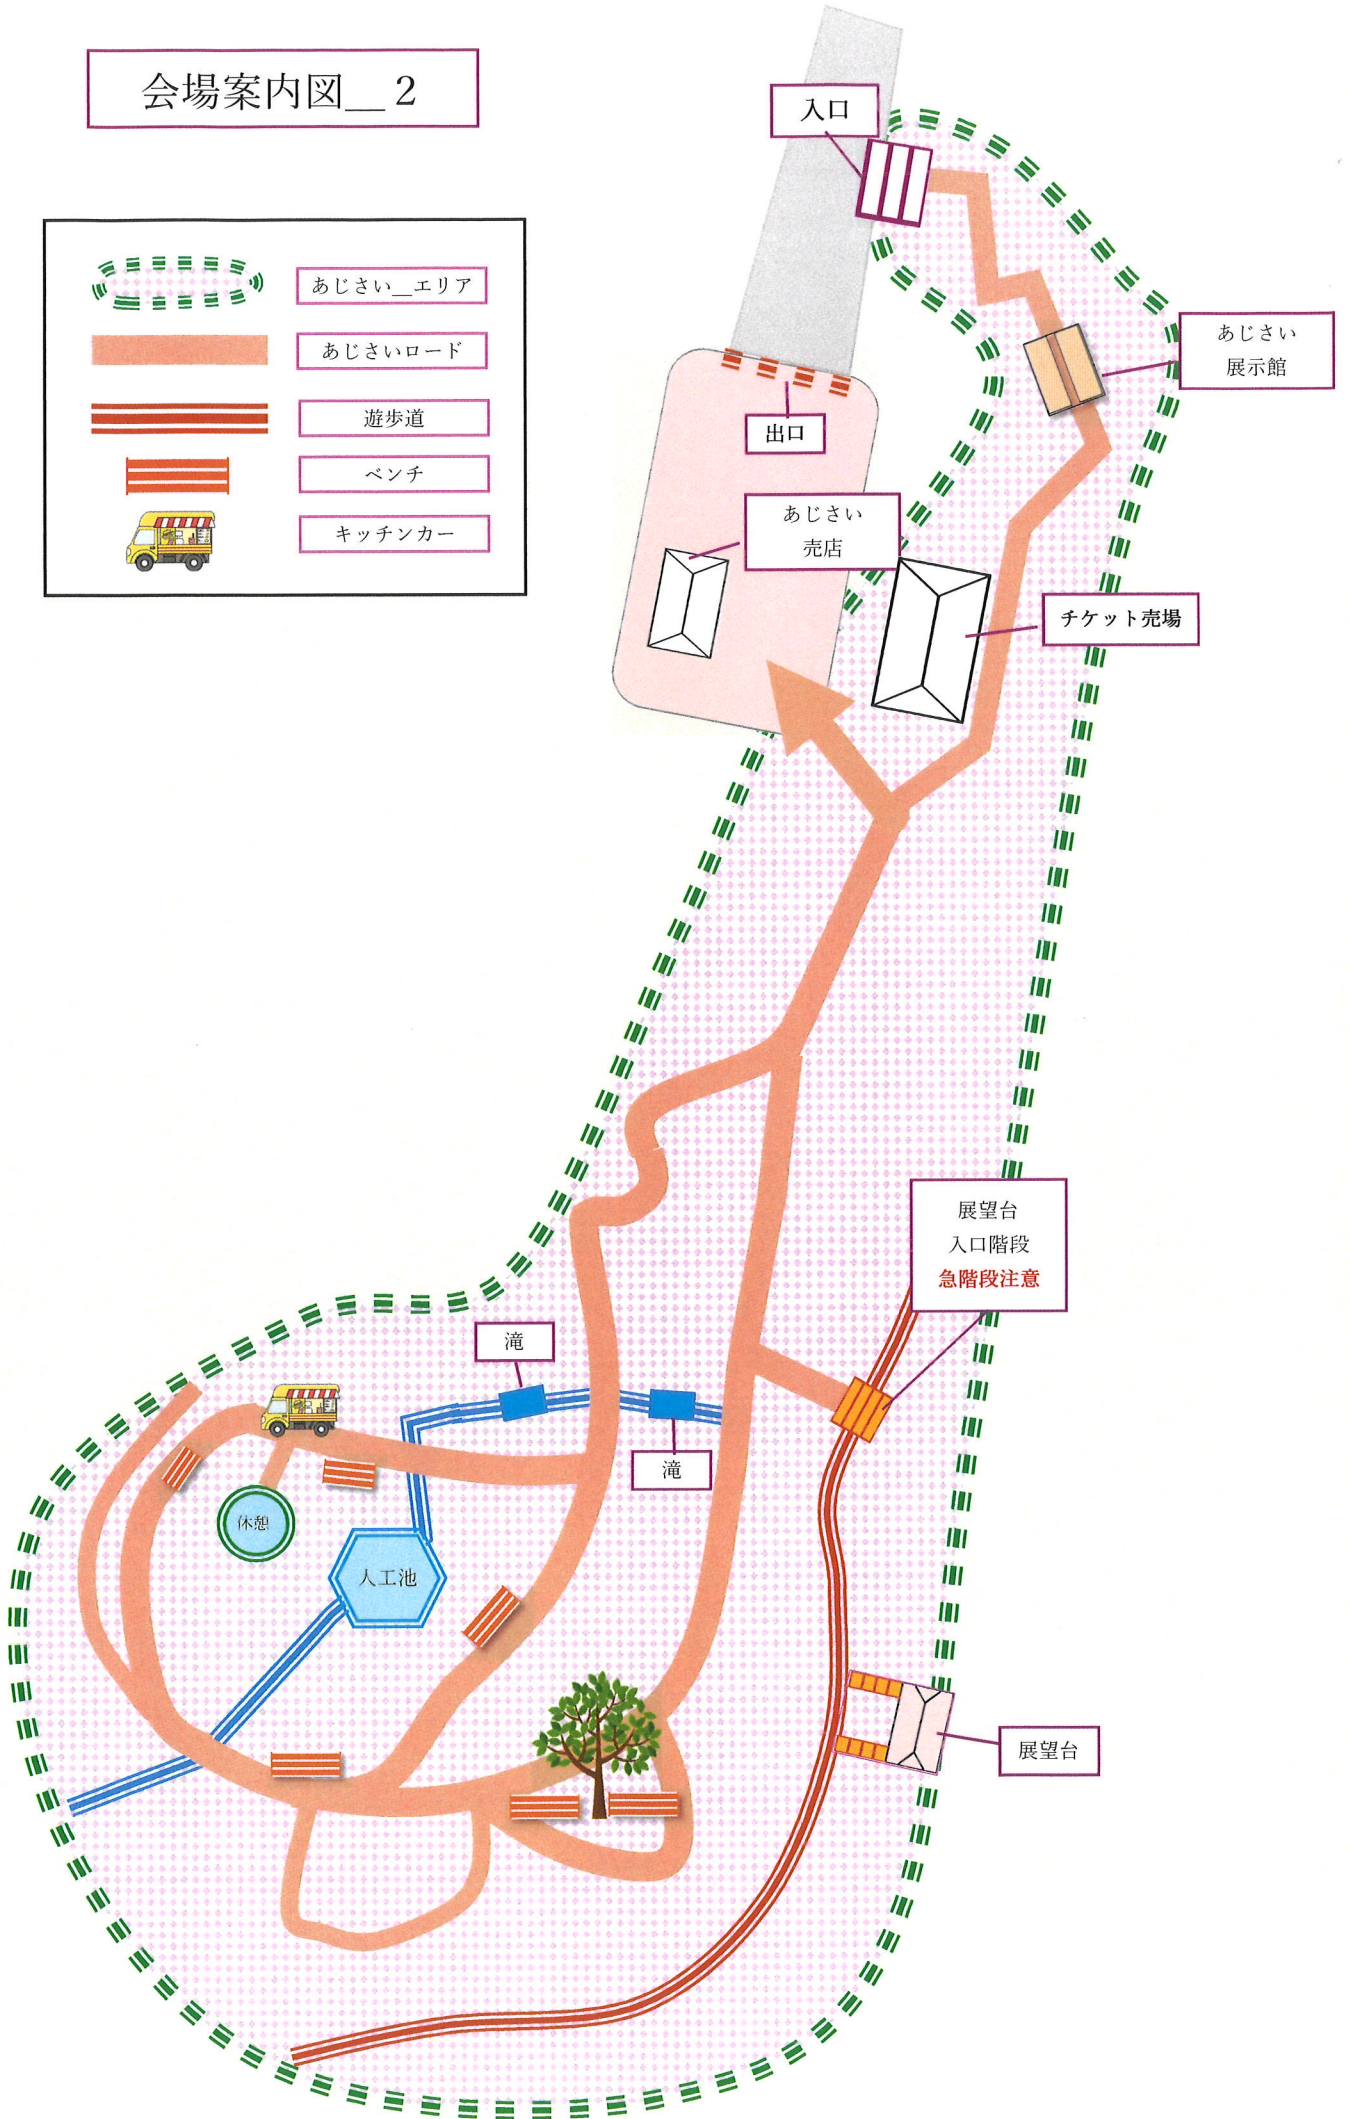 会場案内図__2
あじさい__エリア
あじさいロード
遊歩道
ベンチ
キッチンカー
入口
あじさい
展示館
出口
あじさい
売店
チケット売場
展望台
入口階段
急階段注意
滝
滝
休憩
人工池
展望台